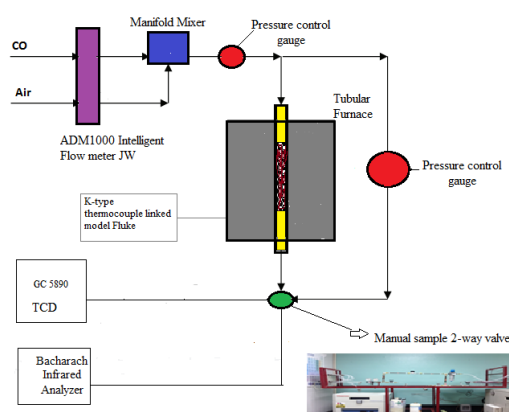 Manifold Mixer
Pressure control
gauge
CO
Air
ADM1000 Intelligent
Flow meter JW
Tubular
Furnace
Pressure control
gauge
K-type
thermocouple linked
model Fluke
GC 5890
TCD
Manual sample 2-way valve
Bacharach
Infrared
Analyzer